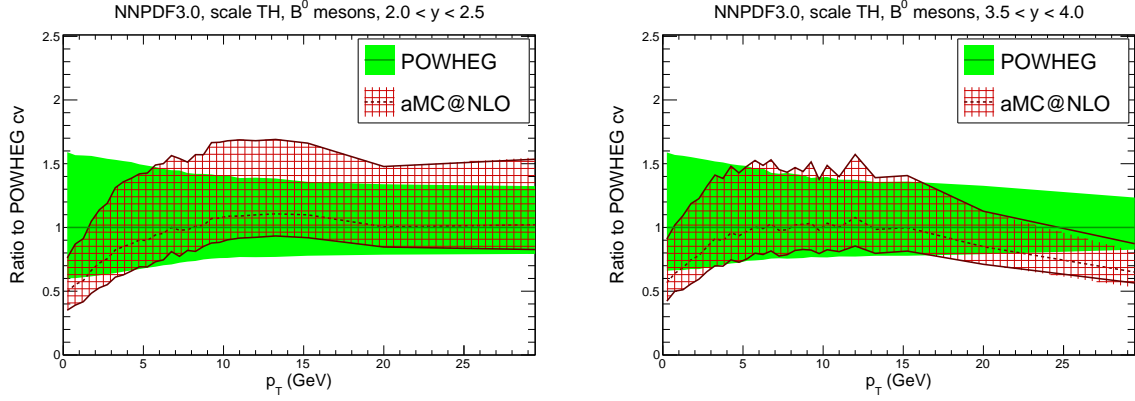 NNPDF3.0, scale TH, B⁰ mesons, 2.0 < y < 2.5
Ratio to POWHEG cv
2.5
2
1.5
1
0.5
0
POWHEG
aMC@NLO
0 5 10 15 20 25
p_T (GeV)
NNPDF3.0, scale TH, B⁰ mesons, 3.5 < y < 4.0
Ratio to POWHEG cv
2.5
2
1.5
1
0.5
0
POWHEG
aMC@NLO
0 5 10 15 20 25
p_T (GeV)